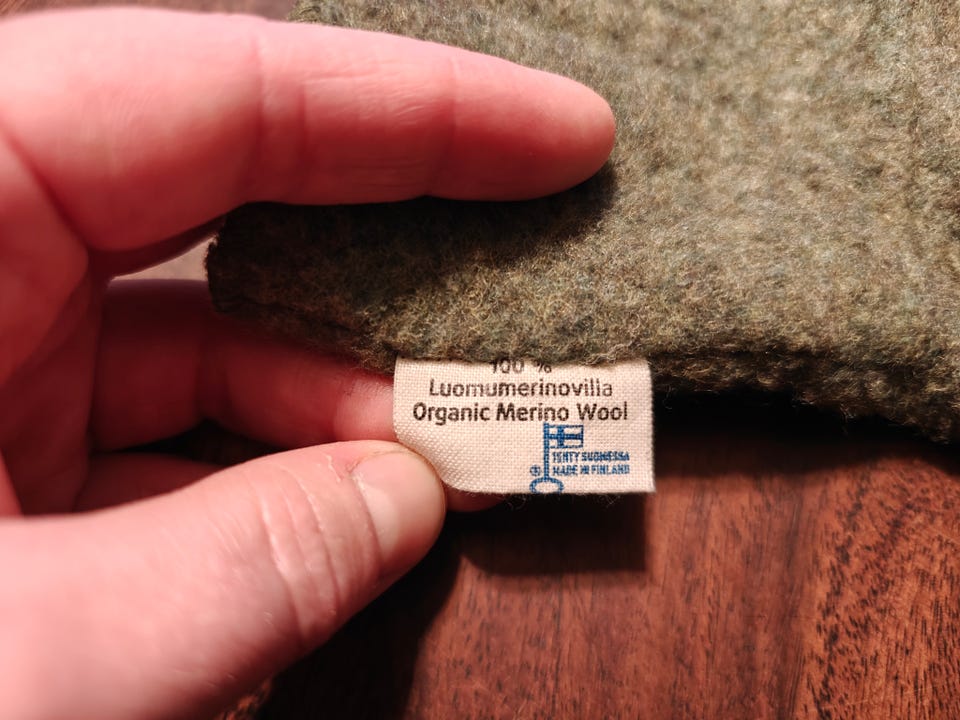 100 %
Luomumerinovilla
Organic Merino Wool
TEHTY SUOMESSA
MADE IN FINLAND